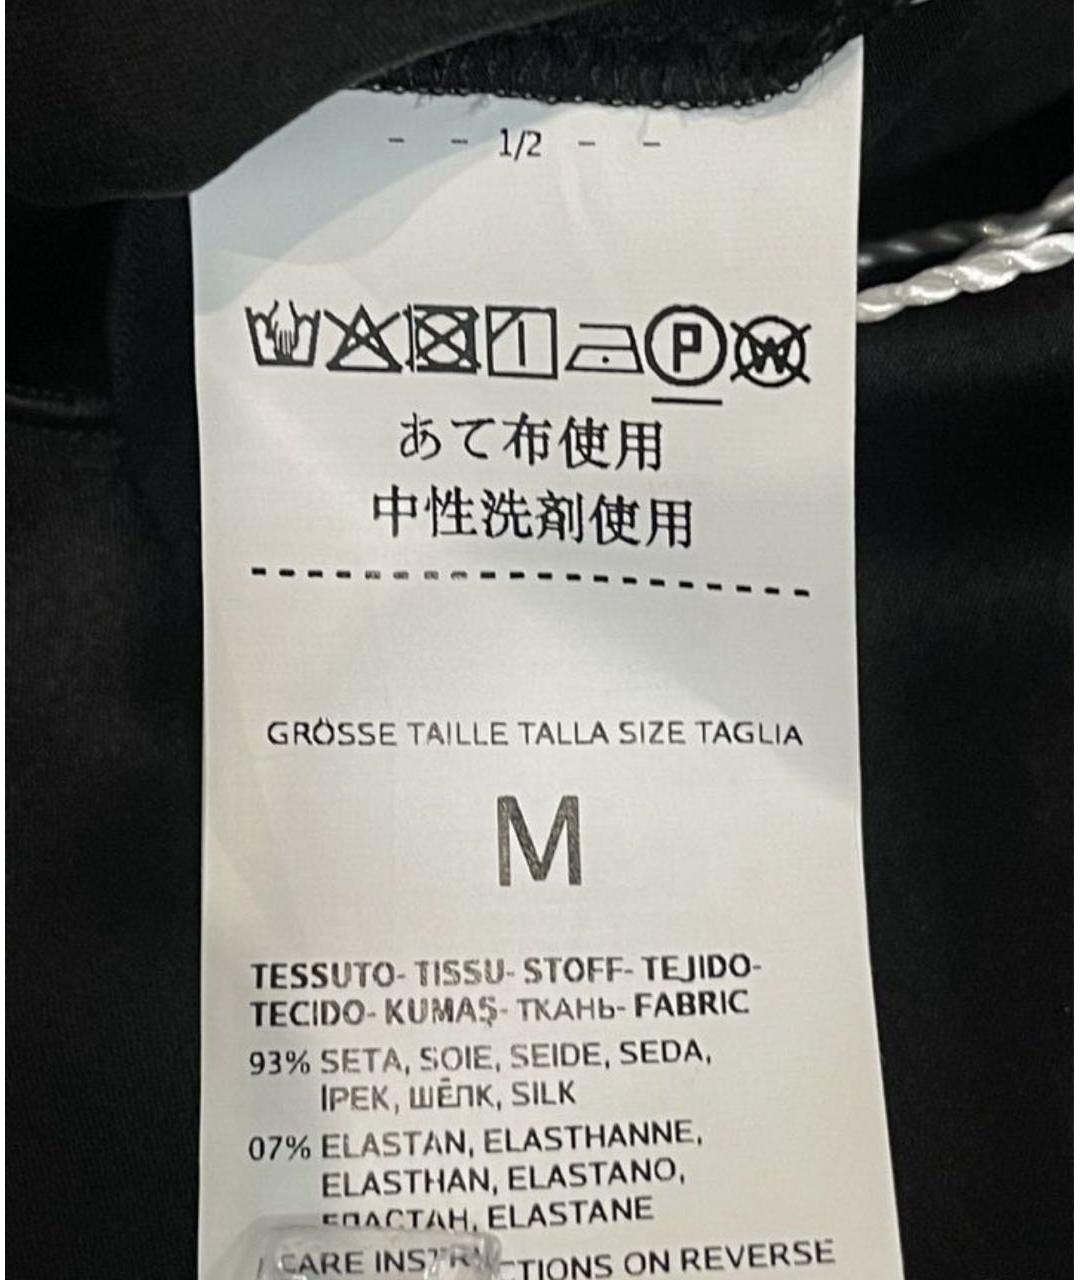 - - 1/2 - -
P W
あて布使用
中性洗剤使用
GRÖSSE TAILLE TALLA SIZE TAGLIA
M
TESSUTO- TISSU- STOFF- TEJIDO-
TECIDO- KUMAŞ- ТКАНЬ- FABRIC
93% SETA, SOIE, SEIDE, SEDA,
İPEK, ШЁЛК, SILK
07% ELASTAN, ELASTHANNE,
ELASTHAN, ELASTANO,
ЕЛАСТАН, ELASTANE
CARE INSTRUCTIONS ON REVERSE